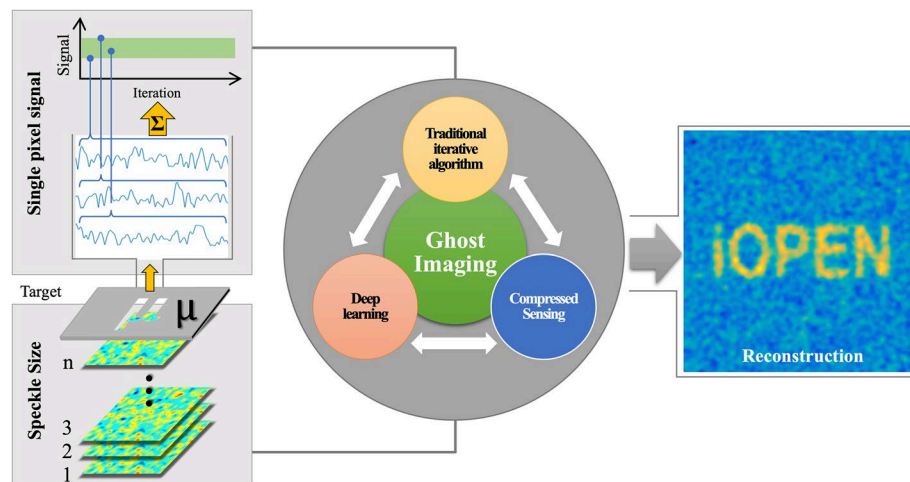 Single pixel signal
Signal
Iteration
Σ
Target
μ
Speckle Size
n
3
2
1
Traditional
iterative
algorithm
Ghost
Imaging
Deep
learning
Compressed
Sensing
iOPEN
Reconstruction